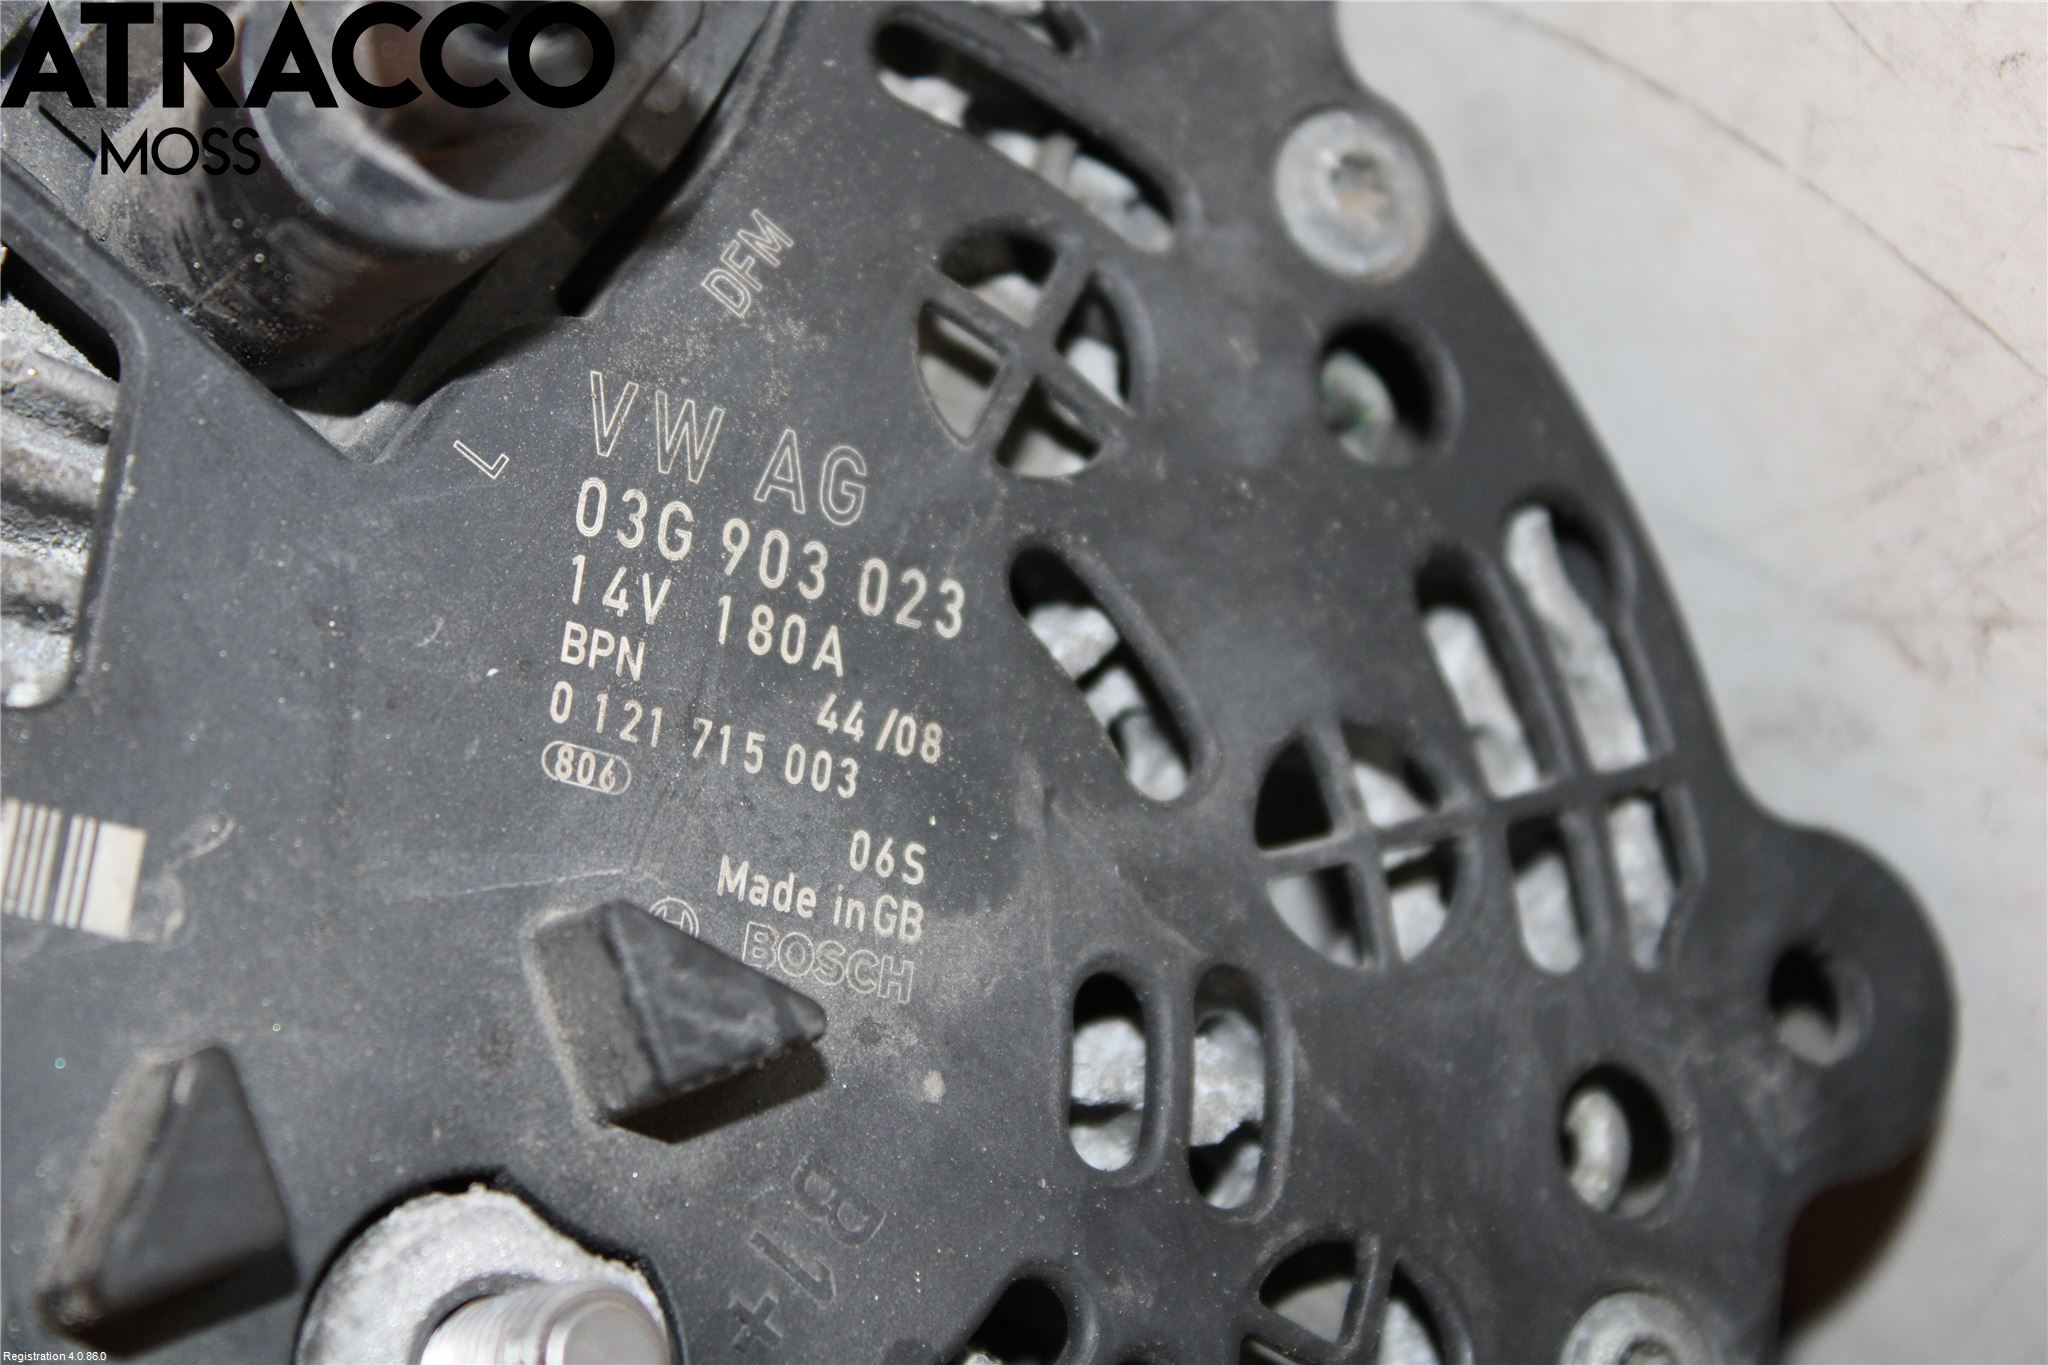 ATRACCO
MOSS
DFM
L
VW AG
03G 903 023
14V 180A
BPN
44/08
0 121 715 003
806
06S
Made in GB
BOSCH
B1+
Registration 4.0.86.0